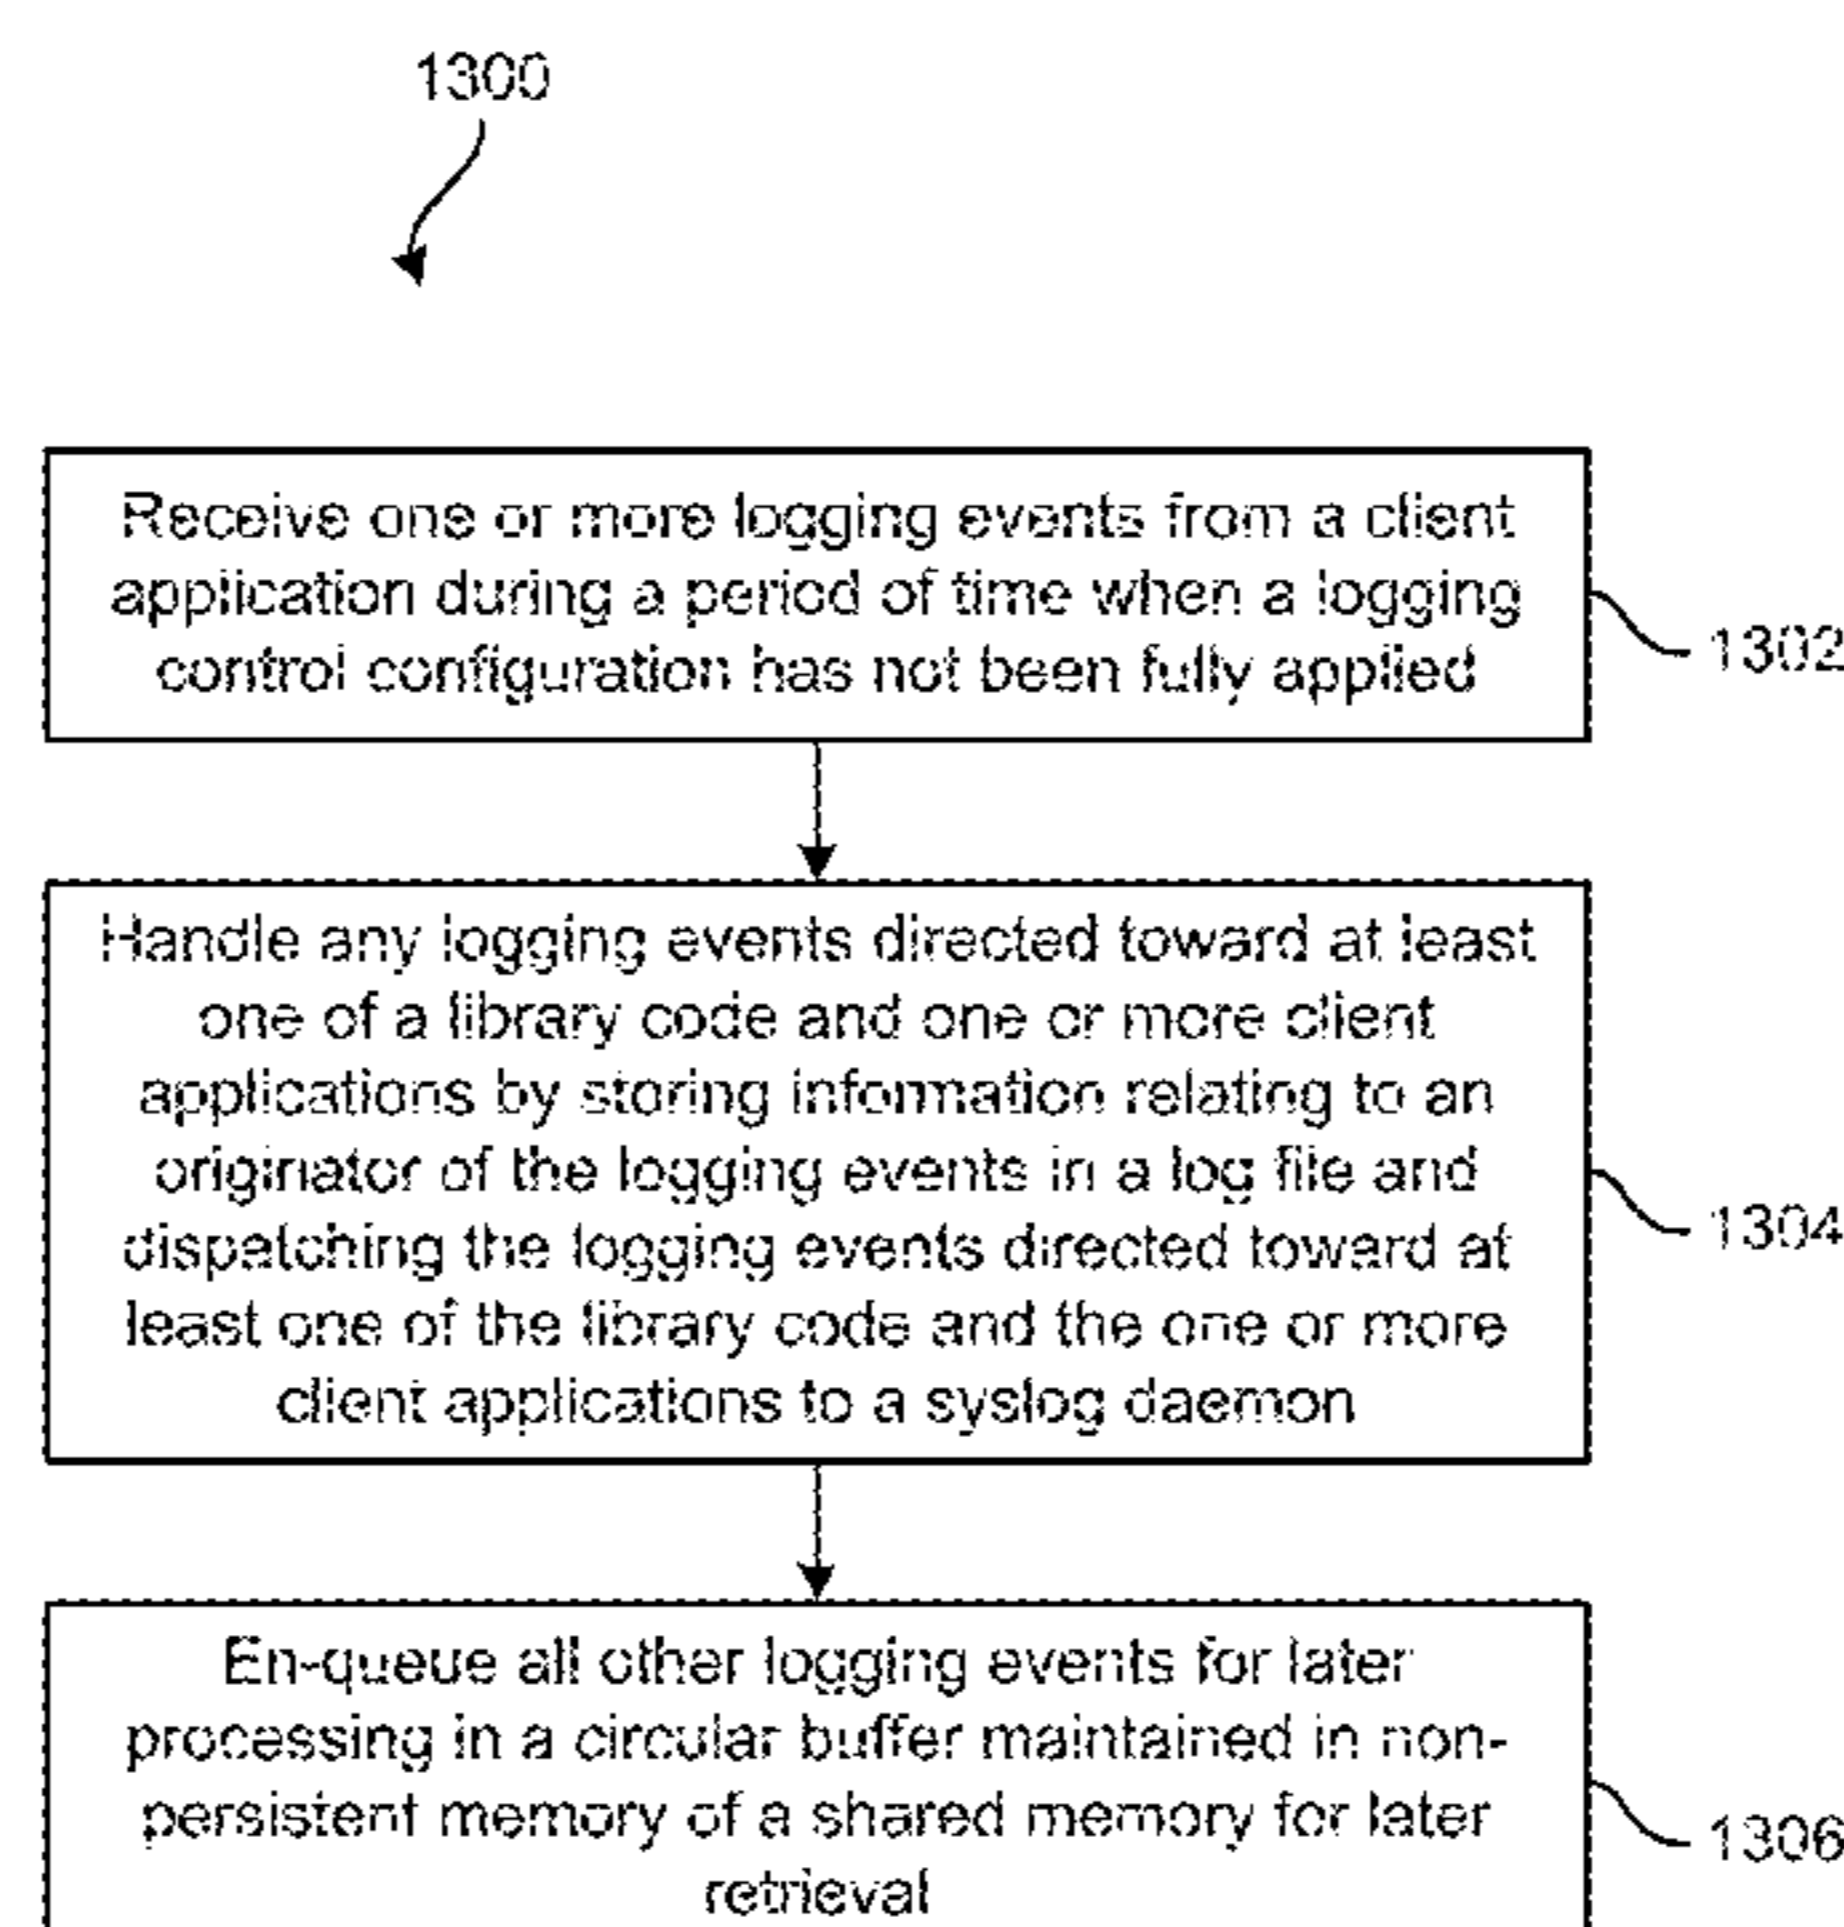 1300
Receive one or more logging events from a client
application during a period of time when a logging
control configuration has not been fully applied
1302
Handle any logging events directed toward at least
one of a library code and one or more client
applications by storing information relating to an
originator of the logging events in a log file and
dispatching the logging events directed toward at
least one of the library code and the one or more
client applications to a syslog daemon
1304
En-queue all other logging events for later
processing in a circular buffer maintained in non-
persistent memory of a shared memory for later
retrieval
1306